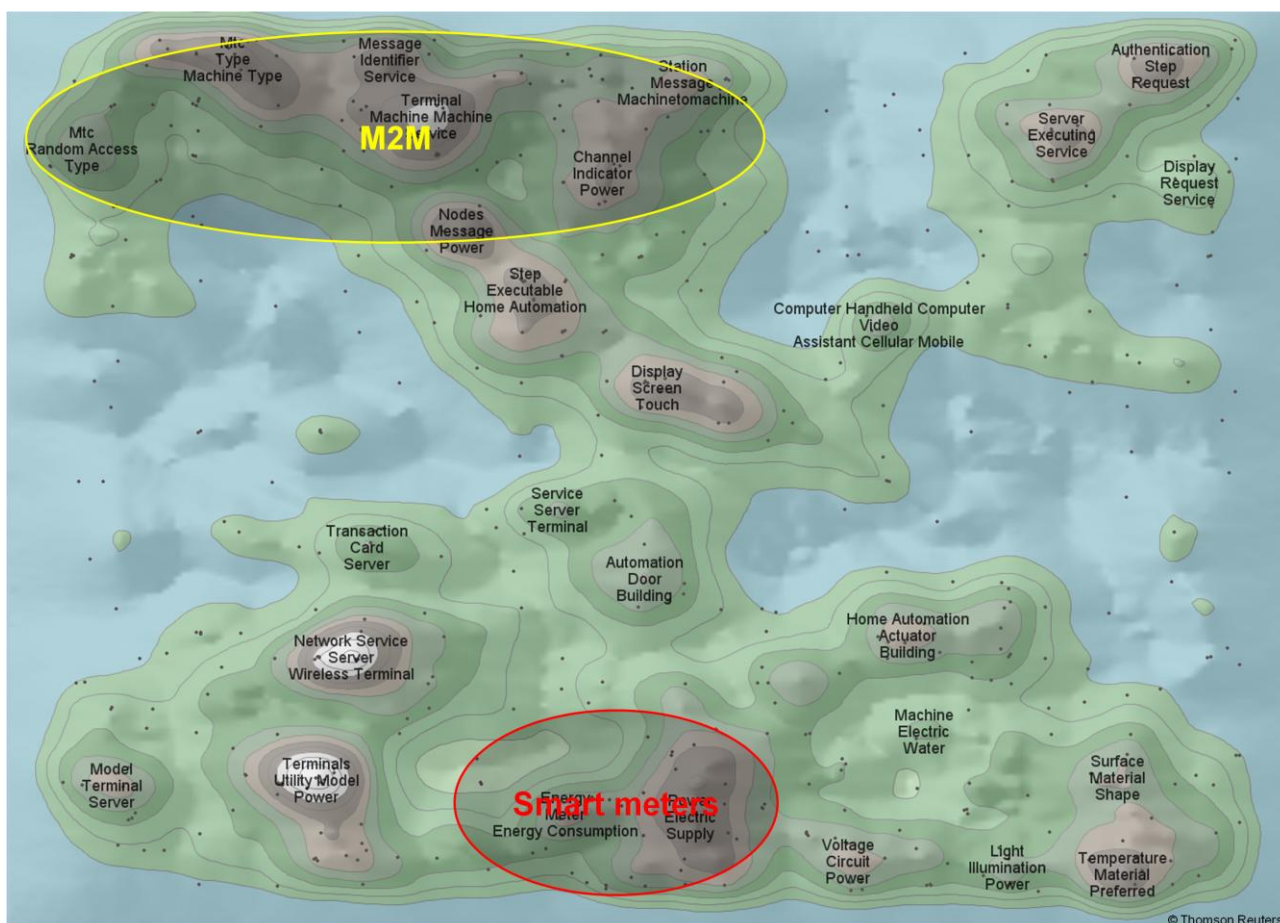 Mtc
Type
Machine Type
Message
Identifier
Service
Station
Message
Machinetomachine
Authentication
Step
Request
Terminal
Machine Machine
Service
M2M
Mtc
Random Access
Type
Channel
Indicator
Power
Server
Executing
Service
Display
Request
Service
Nodes
Message
Power
Step
Executable
Home Automation
Computer Handheld Computer
Video
Assistant Cellular Mobile
Display
Screen
Touch
Service
Server
Terminal
Transaction
Card
Server
Automation
Door
Building
Home Automation
Actuator
Building
Network Service
Server
Wireless Terminal
Machine
Electric
Water
Model
Terminal
Server
Terminals
Utility Model
Power
Smart meters
Energy
Meter
Energy Consumption
Power
Electric
Supply
Surface
Material
Shape
Voltage
Circuit
Power
Light
Illumination
Power
Temperature
Material
Preferred
© Thomson Reuters